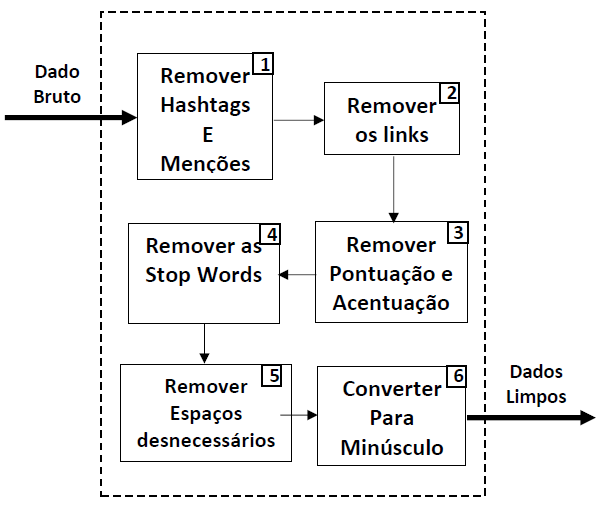 Dado
Bruto
1
Remover
Hashtags
E
Menções
2
Remover
os links
3
Remover
Pontuação e
Acentuação
4
Remover as
Stop Words
5
Remover
Espaços
desnecessários
6
Converter
Para
Minúsculo
Dados
Limpos